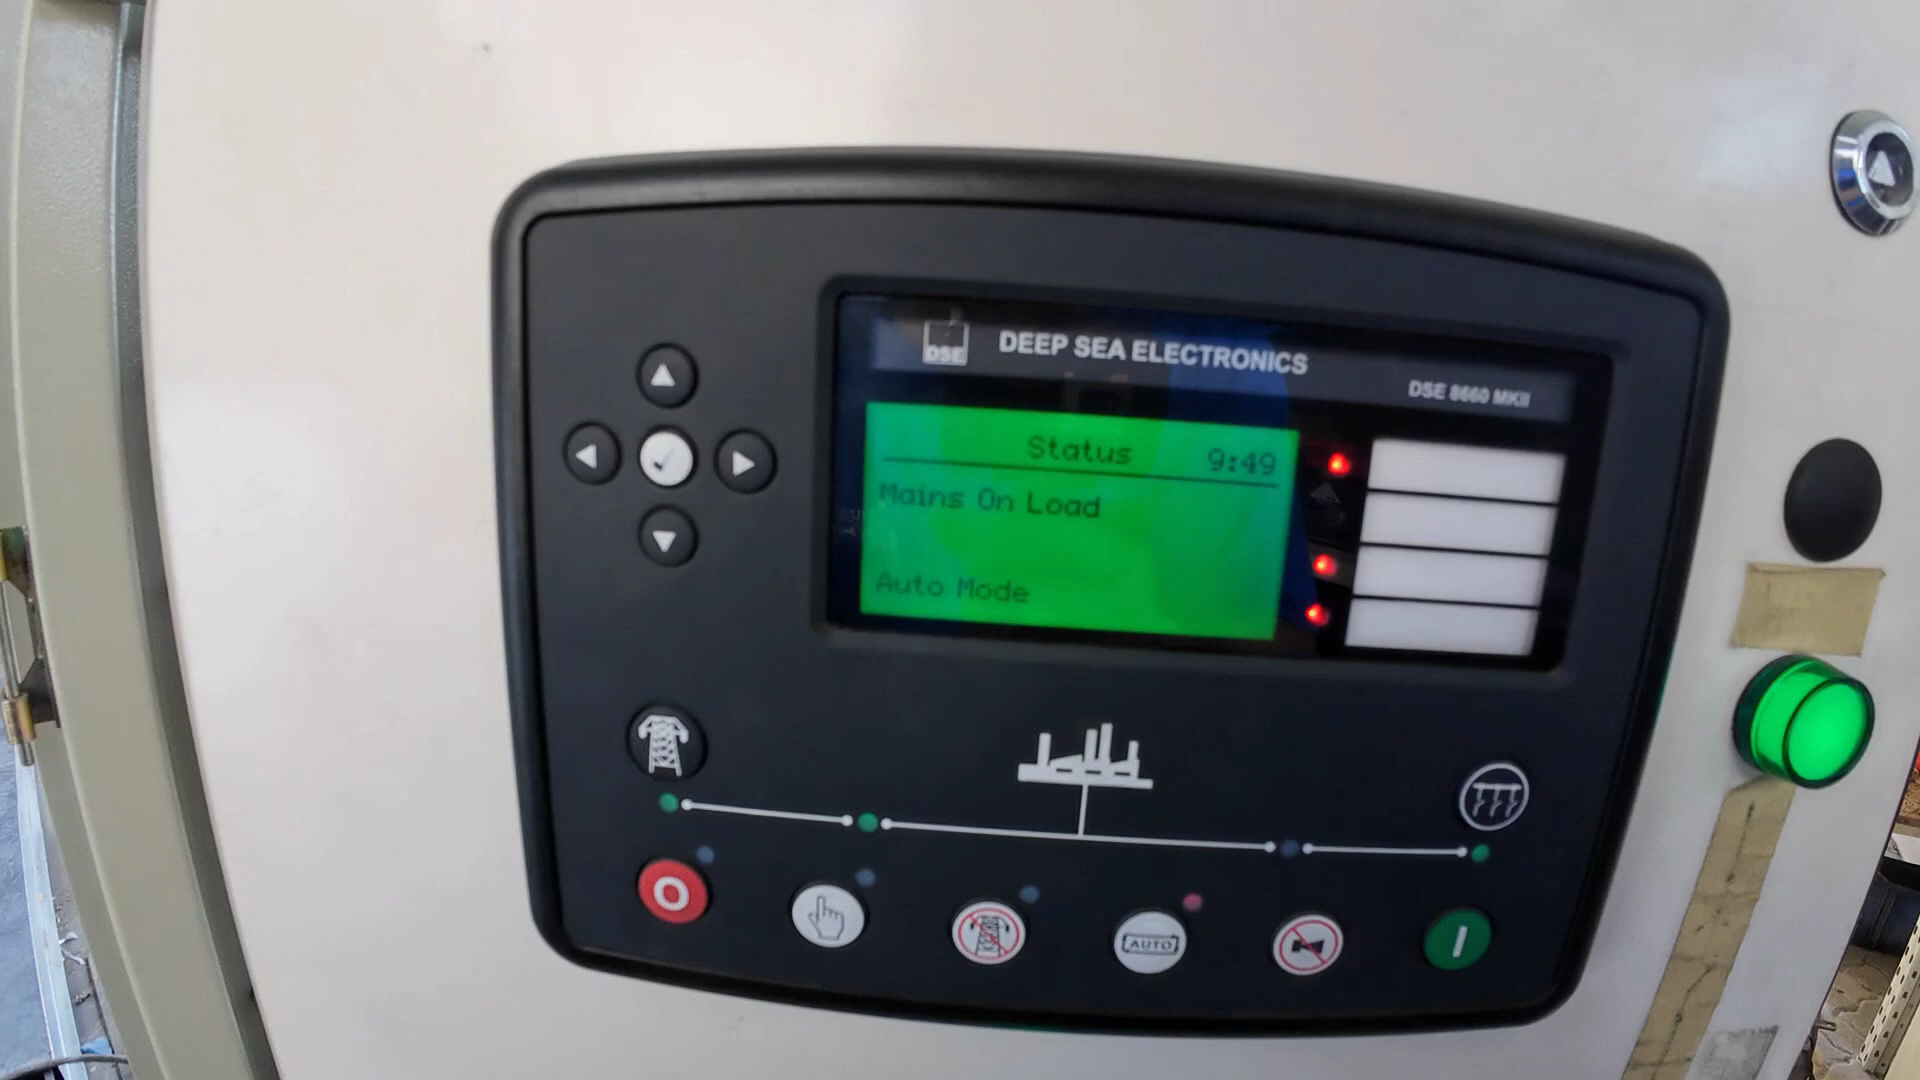 DSE
DEEP SEA ELECTRONICS
DSE 8660 MKII
Status 9:49
Mains On Load
Auto Mode
AUTO